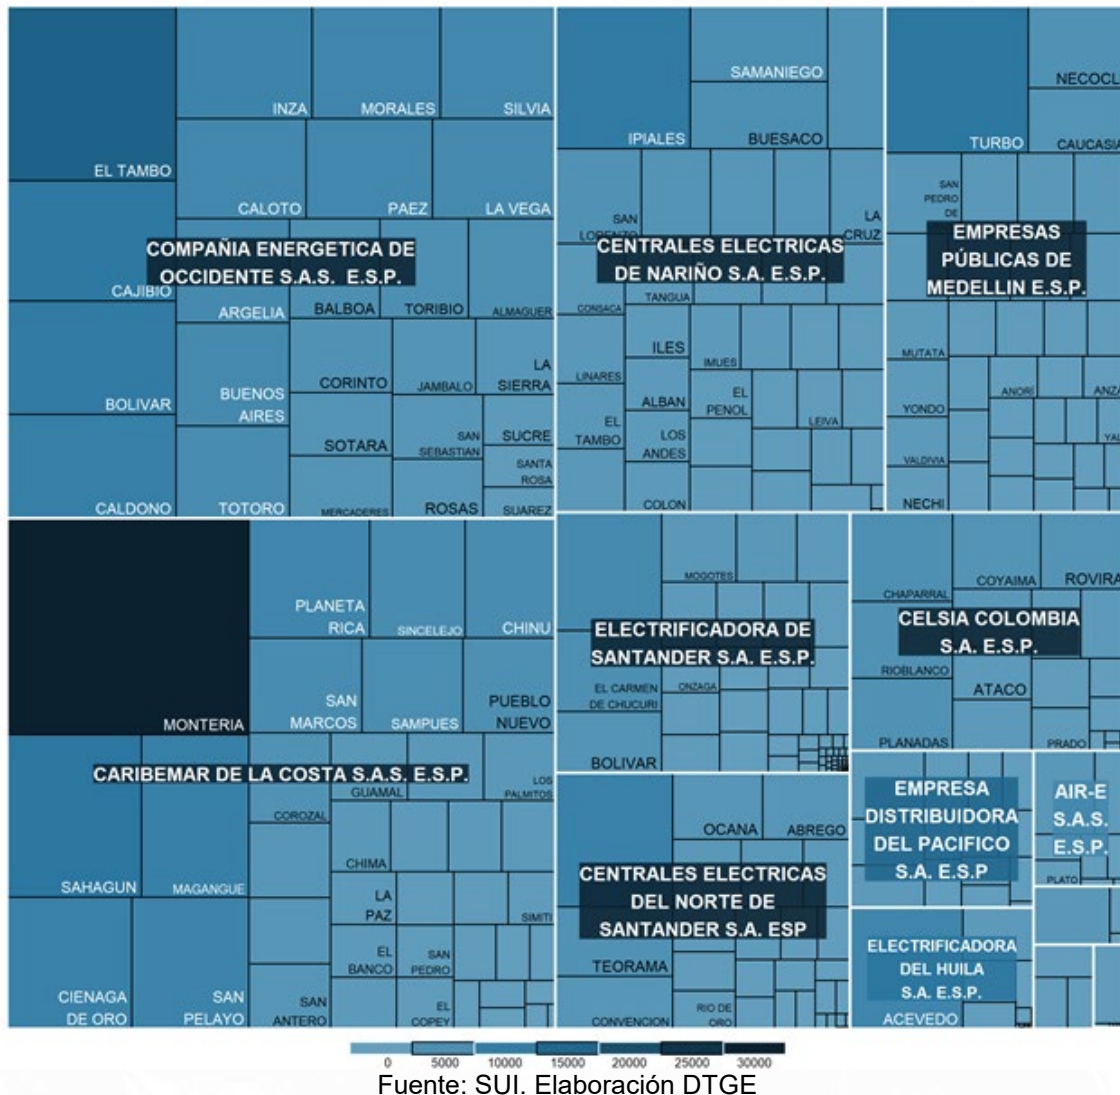 INZA
MORALES
SILVIA
EL TAMBO
CALOTO
PAEZ
LA VEGA
COMPAÑIA ENERGETICA DE
OCCIDENTE S.A.S. E.S.P.
CAJIBIO
ARGELIA
BALBOA
TORIBIO
ALMAGUER
BOLIVAR
BUENOS
AIRES
CORINTO
JAMBALO
LA
SIERRA
SOTARA
SAN
SEBASTIAN
SUCRE
SANTA
ROSA
CALDONO
TOTORO
MERCADERES
ROSAS
SUAREZ
SAMANIEGO
IPIALES
BUESACO
SAN
LORENZO
LA
CRUZ
CENTRALES ELECTRICAS
DE NARIÑO S.A. E.S.P.
TANGUA
CONSACA
ILES
IMUES
LINARES
ALBAN
EL
PENOL
LEIVA
EL
TAMBO
LOS
ANDES
COLON
NECOCL
TURBO
CAUCASIA
SAN
PEDRO
DE
EMPRESAS
PÚBLICAS DE
MEDELLIN E.S.P.
MUTATA
ANORÍ
ANZA
YONDO
YAL
VALDIVIA
NECHI
PLANETA
RICA
SINCELEJO
CHINU
MONTERIA
SAN
MARCOS
SAMPUES
PUEBLO
NUEVO
CARIBEMAR DE LA COSTA S.A.S. E.S.P.
GUAMAL
LOS
PALMITOS
COROZAL
CHIMA
SAHAGUN
MAGANGUE
LA
PAZ
SIMITI
EL
BANCO
SAN
PEDRO
CIENAGA
DE ORO
SAN
PELAYO
SAN
ANTERO
EL
COPEY
MOGOTES
ELECTRIFICADORA DE
SANTANDER S.A. E.S.P.
EL CARMEN
DE CHUCURI
ONZAGA
BOLIVAR
OCANA
ABREGO
CENTRALES ELECTRICAS
DEL NORTE DE
SANTANDER S.A. ESP
TEORAMA
CONVENCION
RIO DE
ORO
COYAIMA
ROVIRA
CHAPARRAL
CELSIA COLOMBIA
S.A. E.S.P.
RIOBLANCO
ATACO
PLANADAS
PRADO
EMPRESA
DISTRIBUIDORA
DEL PACIFICO
S.A. E.S.P
AIR-E
S.A.S.
E.S.P.
PLATO
ELECTRIFICADORA
DEL HUILA
S.A. E.S.P.
ACEVEDO
0 5000 10000 15000 20000 25000 30000
Fuente: SUI. Elaboración DTGE